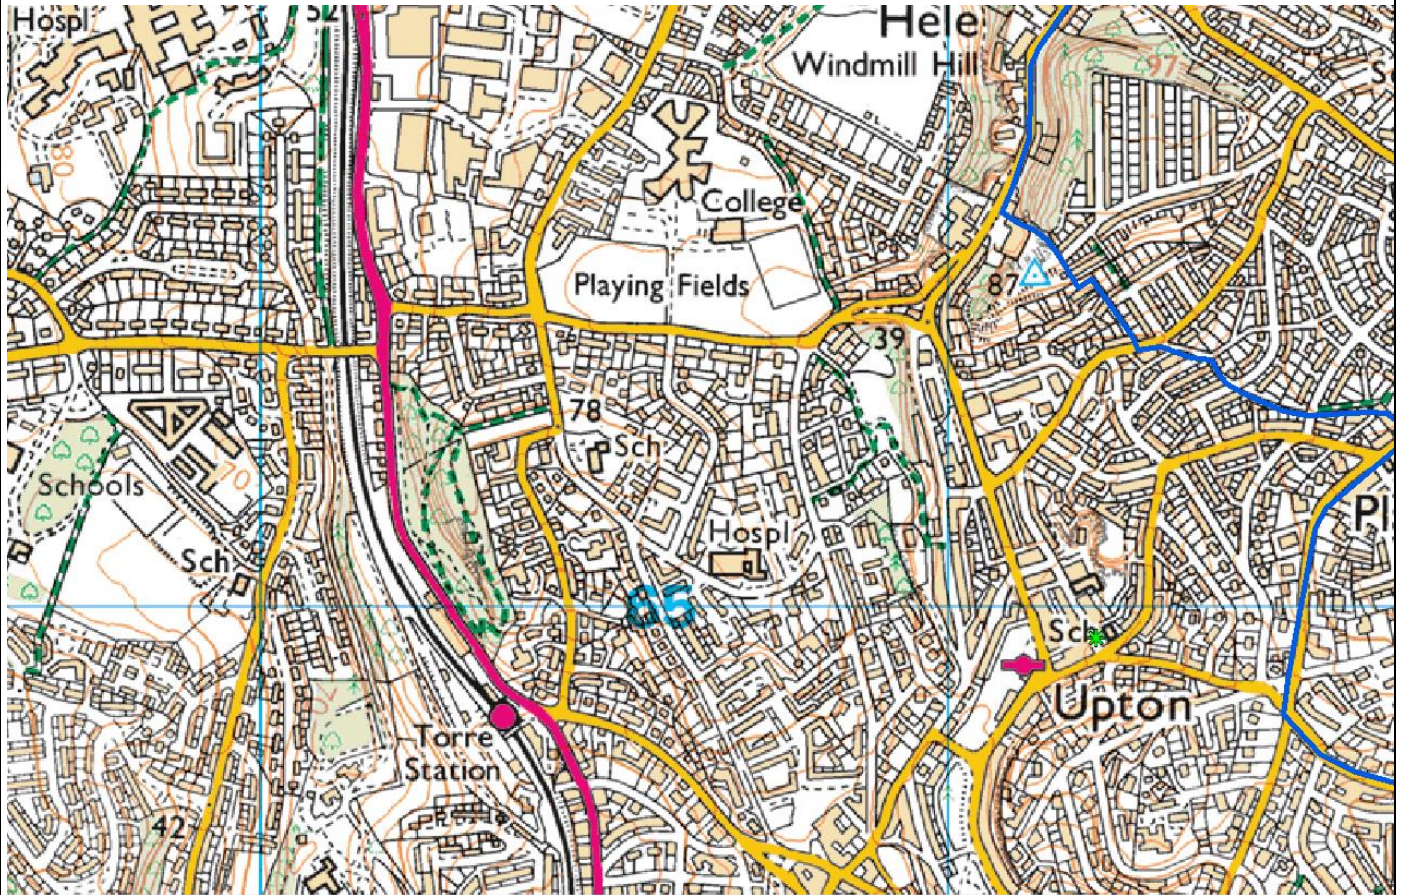 Hospl
52
Hele
Windmill Hill
97
80
College
Playing Fields
87
39
78
Sch
70
Schools
Hospl
Sch
65
Sch
Upton
Torre
Station
42